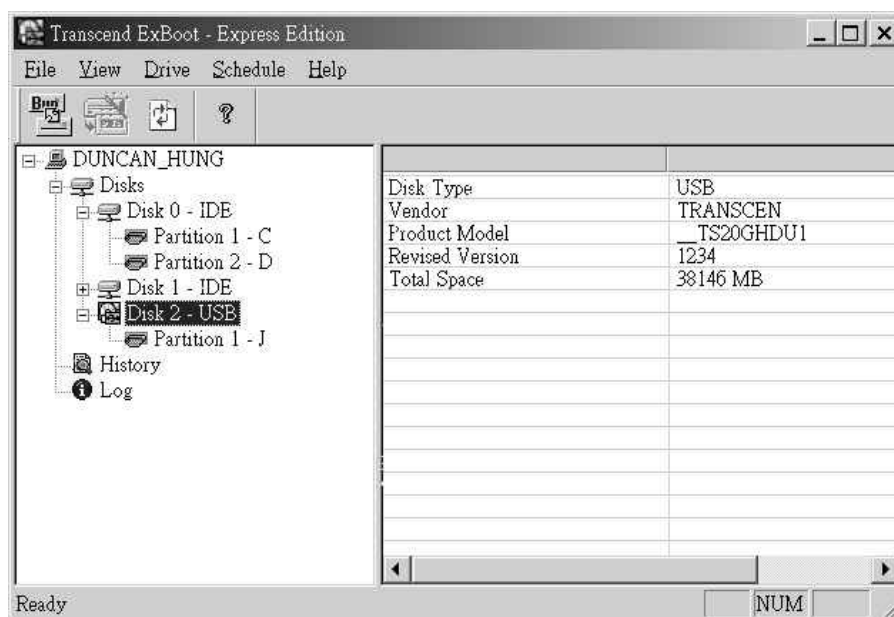 Transcend ExBoot - Express Edition
File View Drive Schedule Help
DUNCAN_HUNG
Disks
Disk 0 - IDE
Partition 1 - C
Partition 2 - D
Disk 1 - IDE
Disk 2 - USB
Partition 1 - J
History
Log
Disk Type USB
Vendor TRANSCEN
Product Model __TS20GHDU1
Revised Version 1234
Total Space 38146 MB
Ready NUM